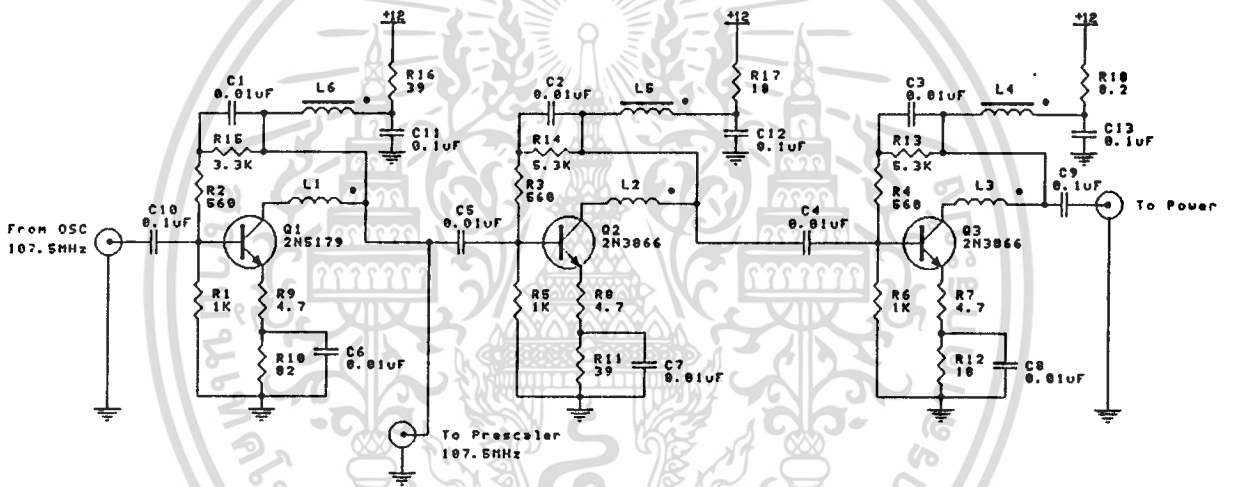 +12
+12
+12
C1
0.01uF
L6
R16
39
C2
0.01uF
L5
R17
18
C3
0.01uF
L4
R18
8.2
R15
3.3K
C11
0.1uF
R14
5.3K
C12
0.1uF
R13
5.3K
C13
0.1uF
R2
560
L1
R3
560
L2
R4
560
L3
C9
0.1uF
To Power
From OSC
107.5MHz
C10
0.1uF
Q1
2N5179
C5
0.01uF
Q2
2N3866
C4
0.01uF
Q3
2N3866
R1
1K
R9
4.7
R5
1K
R8
4.7
R6
1K
R7
4.7
R10
82
C6
0.01uF
R11
39
C7
0.01uF
R12
18
C8
0.01uF
To Prescaler
107.5MHz